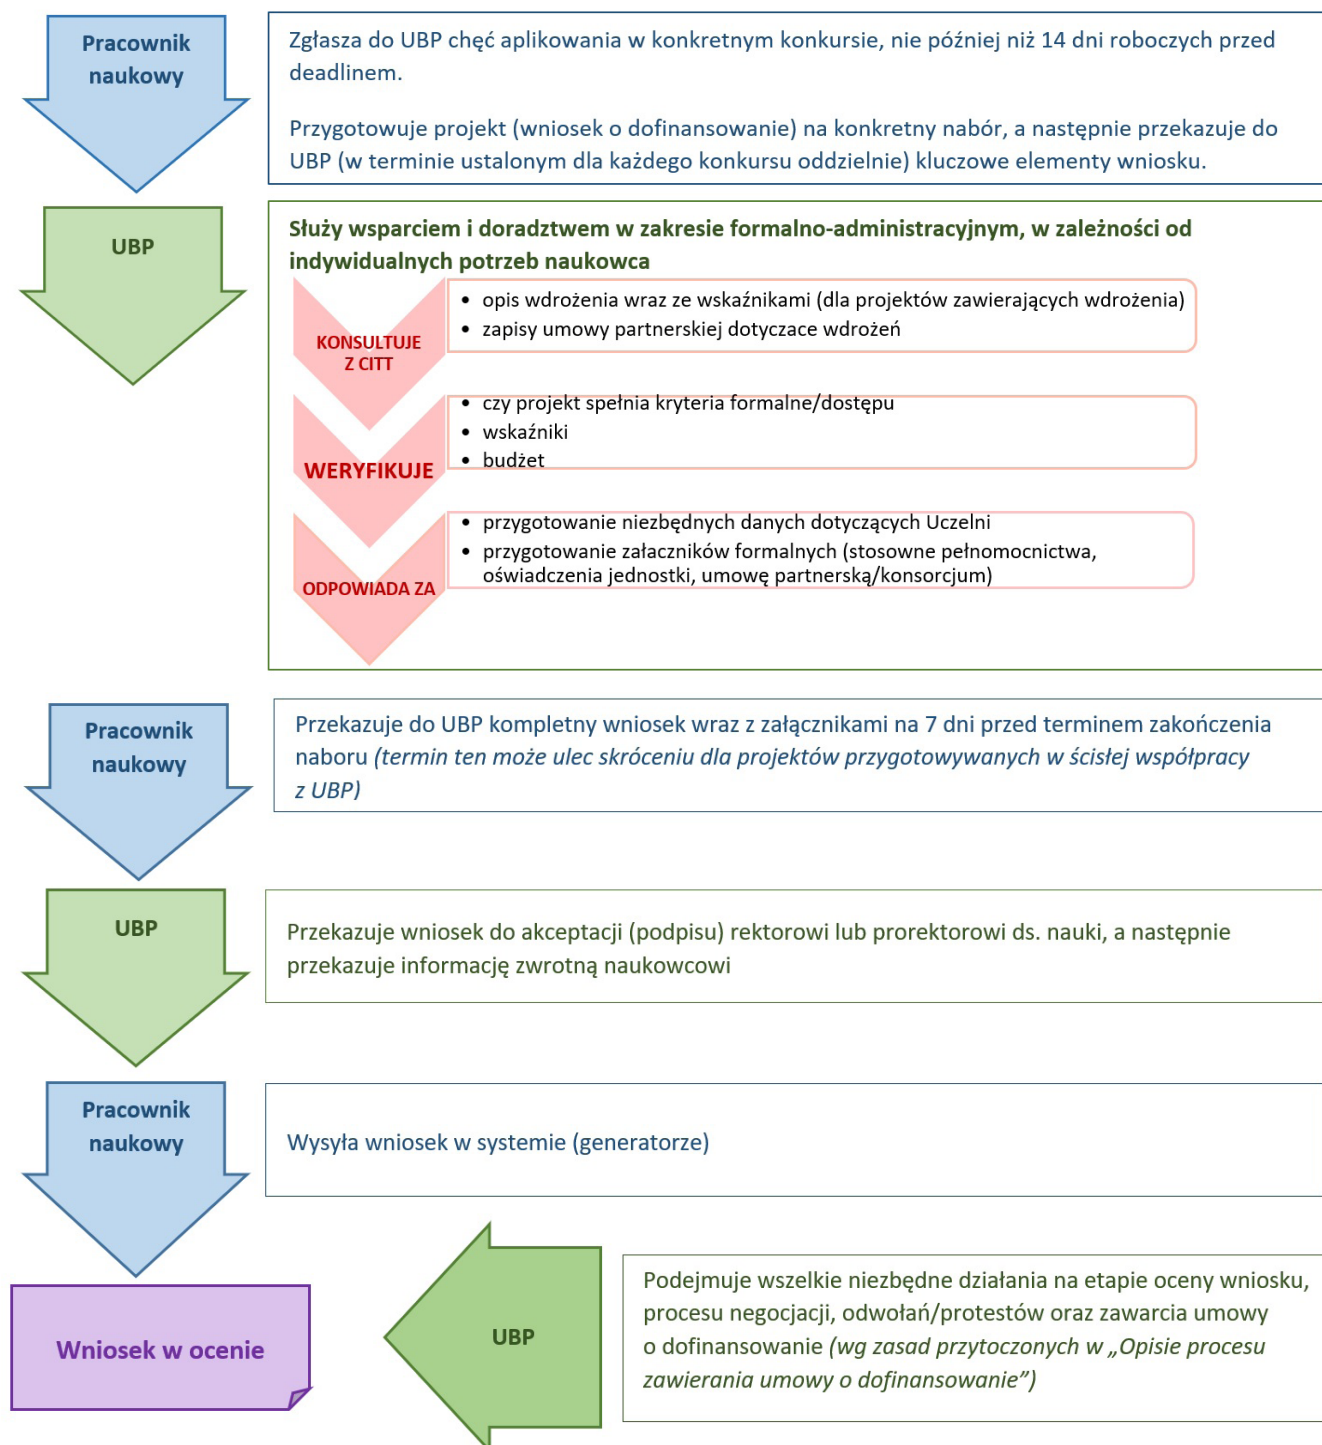 Pracownik
naukowy
Zgłasza do UBP chęć aplikowania w konkretnym konkursie, nie później niż 14 dni roboczych przed
deadlinem.
Przygotowuje projekt (wniosek o dofinansowanie) na konkretny nabór, a następnie przekazuje do
UBP (w terminie ustalonym dla każdego konkursu oddzielnie) kluczowe elementy wniosku.
UBP
Służy wsparciem i doradztwem w zakresie formalno-administracyjnym, w zależności od
indywidualnych potrzeb naukowca
KONSULTUJE
Z CITT
• opis wdrożenia wraz ze wskaźnikami (dla projektów zawierających wdrożenia)
• zapisy umowy partnerskiej dotyczace wdrożeń
WERYFIKUJE
• czy projekt spełnia kryteria formalne/dostępu
• wskaźniki
• budżet
ODPOWIADA ZA
• przygotowanie niezbędnych danych dotyczących Uczelni
• przygotowanie załaczników formalnych (stosowne pełnomocnictwa,
oświadczenia jednostki, umowę partnerską/konsorcjum)
Pracownik
naukowy
Przekazuje do UBP kompletny wniosek wraz z załącznikami na 7 dni przed terminem zakończenia
naboru (termin ten może ulec skróceniu dla projektów przygotowywanych w ścisłej współpracy
z UBP)
UBP
Przekazuje wniosek do akceptacji (podpisu) rektorowi lub prorektorowi ds. nauki, a następnie
przekazuje informację zwrotną naukowcowi
Pracownik
naukowy
Wysyła wniosek w systemie (generatorze)
Wniosek w ocenie
UBP
Podejmuje wszelkie niezbędne działania na etapie oceny wniosku,
procesu negocjacji, odwołań/protestów oraz zawarcia umowy
o dofinansowanie (wg zasad przytoczonych w „Opisie procesu
zawierania umowy o dofinansowanie”)